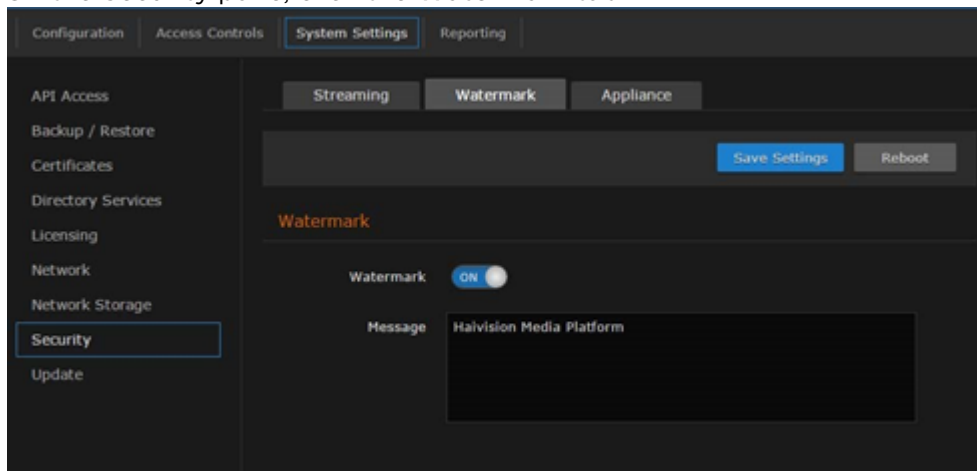 Configuration Access Controls System Settings Reporting
API Access
Backup / Restore
Certificates
Directory Services
Licensing
Network
Network Storage
Security
Update
Streaming Watermark Appliance
Save Settings Reboot
Watermark
Watermark ON
Message Haivision Media Platform